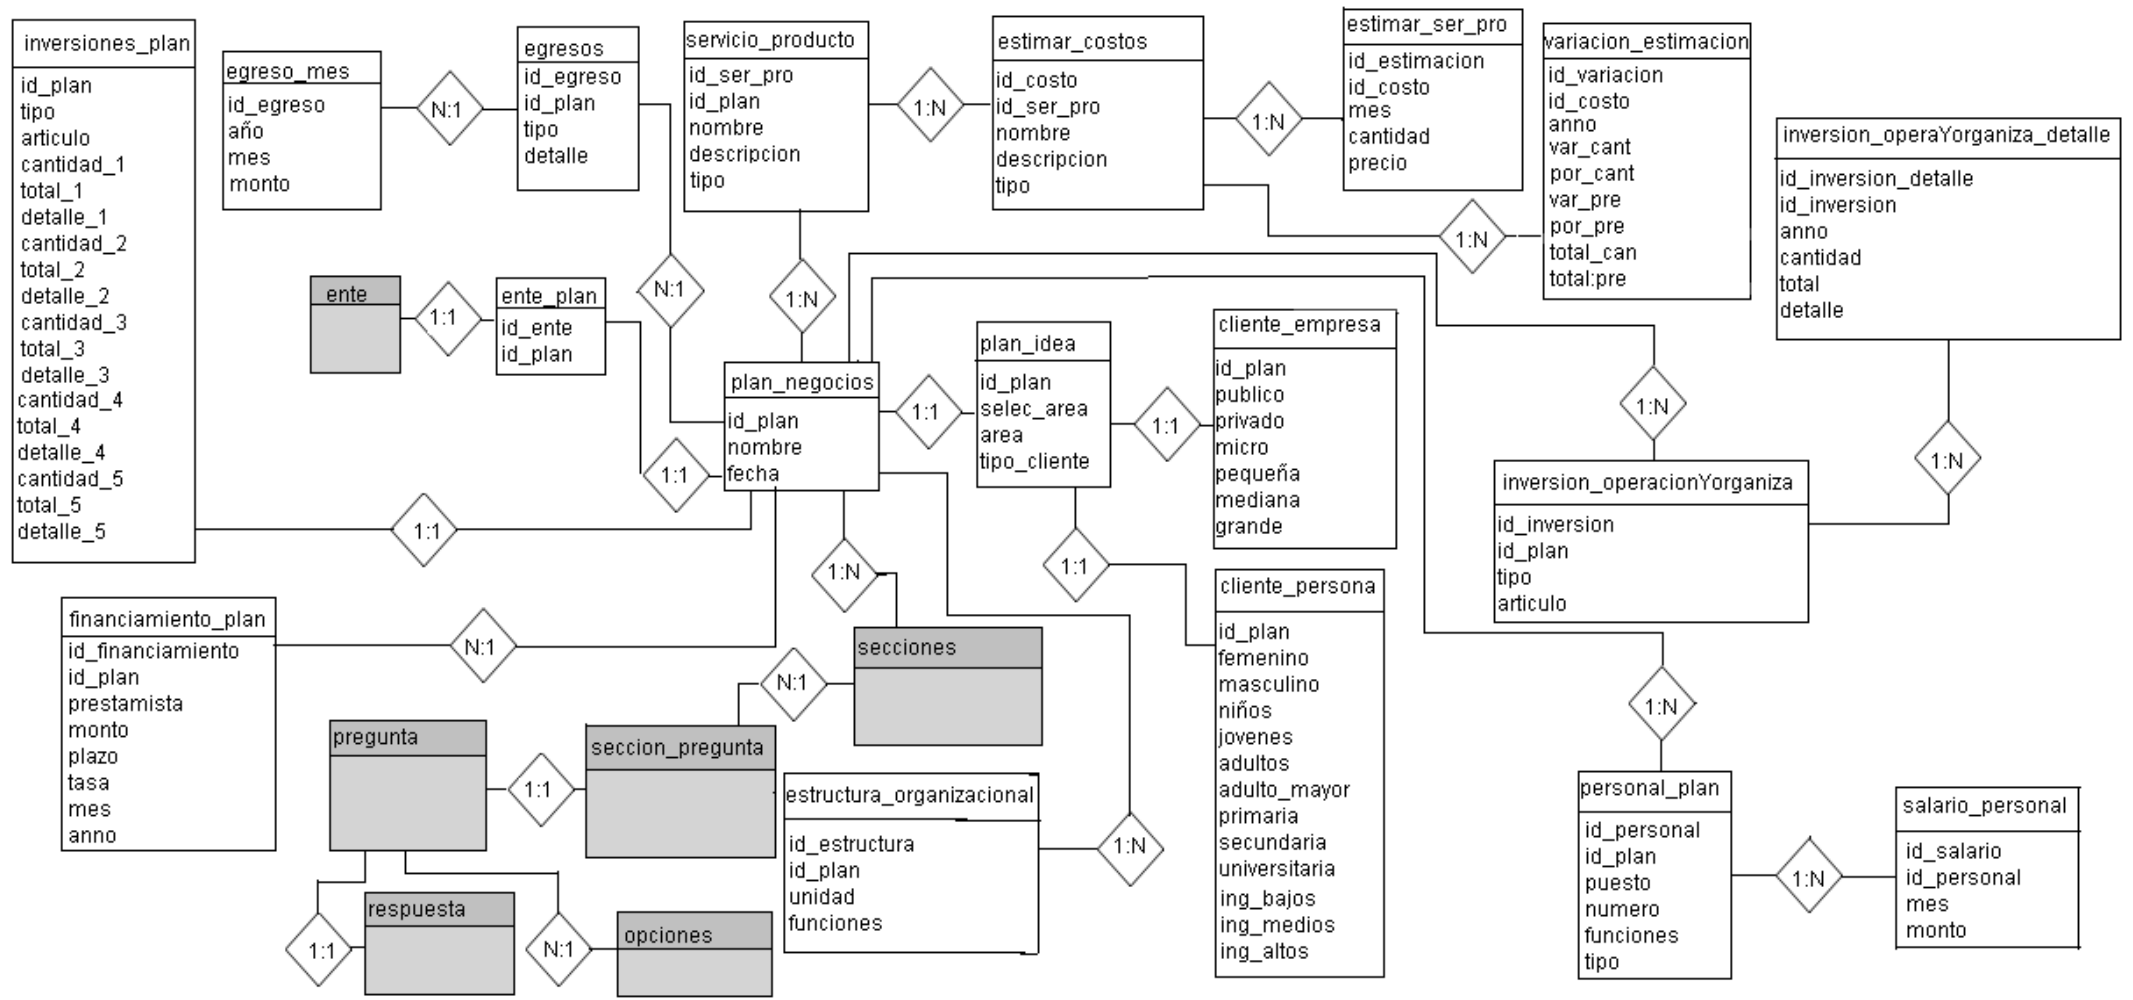 inversiones_plan
id_plan
tipo
articulo
cantidad_1
total_1
detalle_1
cantidad_2
total_2
detalle_2
cantidad_3
total_3
detalle_3
cantidad_4
total_4
detalle_4
cantidad_5
total_5
detalle_5
egreso_mes
id_egreso
año
mes
monto
N:1
egresos
id_egreso
id_plan
tipo
detalle
N:1
servicio_producto
id_ser_pro
id_plan
nombre
descripcion
tipo
1:N
1:N
estimar_costos
id_costo
id_ser_pro
nombre
descripcion
tipo
1:N
estimar_ser_pro
id_estimacion
id_costo
mes
cantidad
precio
1:N
variacion_estimacion
id_variacion
id_costo
anno
var_cant
por_cant
var_pre
por_pre
total_can
total:pre
inversion_operaYorganiza_detalle
id_inversion_detalle
id_inversion
anno
cantidad
total
detalle
ente
1:1
ente_plan
id_ente
id_plan
1:1
plan_negocios
id_plan
nombre
fecha
1:1
plan_idea
id_plan
selec_area
area
tipo_cliente
1:1
cliente_empresa
id_plan
publico
privado
micro
pequeña
mediana
grande
1:N
1:N
inversion_operacionYorganiza
id_inversion
id_plan
tipo
articulo
1:1
1:N
1:1
cliente_persona
id_plan
femenino
masculino
niños
jovenes
adultos
adulto_mayor
primaria
secundaria
universitaria
ing_bajos
ing_medios
ing_altos
financiamiento_plan
id_financiamiento
id_plan
prestamista
monto
plazo
tasa
mes
anno
N:1
secciones
N:1
pregunta
1:1
seccion_pregunta
estructura_organizacional
id_estructura
id_plan
unidad
funciones
1:N
1:N
personal_plan
id_personal
id_plan
puesto
numero
funciones
tipo
1:N
salario_personal
id_salario
id_personal
mes
monto
1:1
respuesta
N:1
opciones